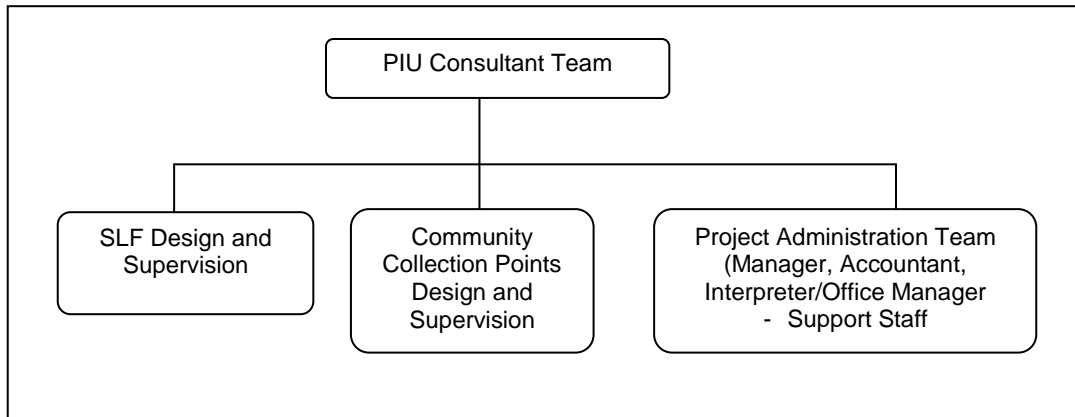 PIU Consultant Team
SLF Design and
Supervision
Community
Collection Points
Design and
Supervision
Project Administration Team
(Manager, Accountant,
Interpreter/Office Manager
- Support Staff